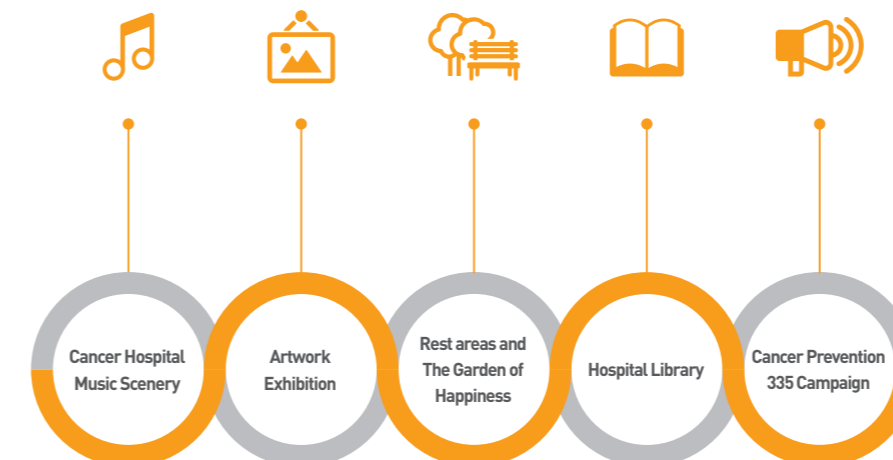 Cancer Hospital
Music Scenery
Artwork
Exhibition
Rest areas and
The Garden of
Happiness
Hospital Library
Cancer Prevention
335 Campaign